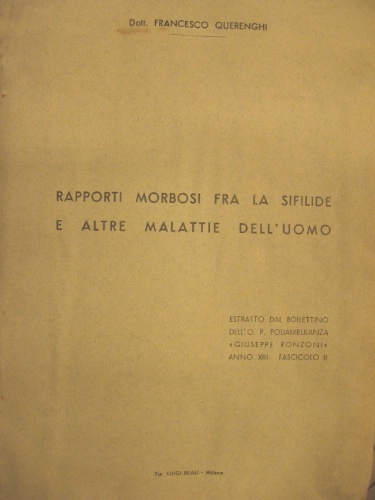 Dott. FRANCESCO QUERENGHI
RAPPORTI MORBOSI FRA LA SIFILIDE
E ALTRE MALATTIE DELL'UOMO
ESTRATTO DAL BOLLETTINO
DELL'O. P. POLIAMBULANZA
«GIUSEPPE RONZONI»
ANNO XIII FASCICOLO II
Tip. LUIGI - Milano